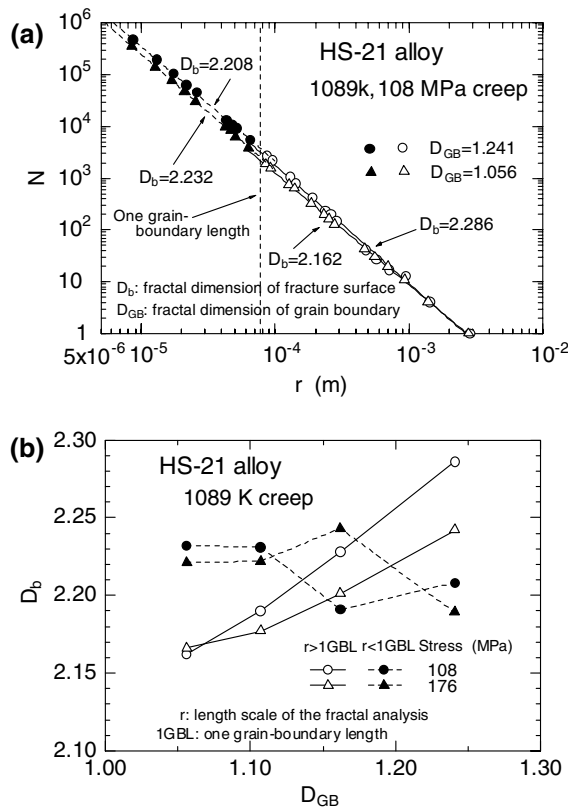 (a)
10^6
10^5
10^4
10^3
10^2
10
1
N
HS-21 alloy
1089k, 108 MPa creep
D_b=2.208
D_GB=1.241
D_GB=1.056
D_b=2.232
One grain-
boundary length
D_b=2.286
D_b=2.162
D_b: fractal dimension of fracture surface
D_GB: fractal dimension of grain boundary
5x10^-6 10^-5 10^-4 10^-3 10^-2
r (m)
(b)
2.30
2.25
2.20
2.15
2.10
D_b
HS-21 alloy
1089 K creep
r>1GBL r<1GBL Stress (MPa)
108
176
r: length scale of the fractal analysis
1GBL: one grain-boundary length
1.00 1.10 1.20 1.30
D_GB